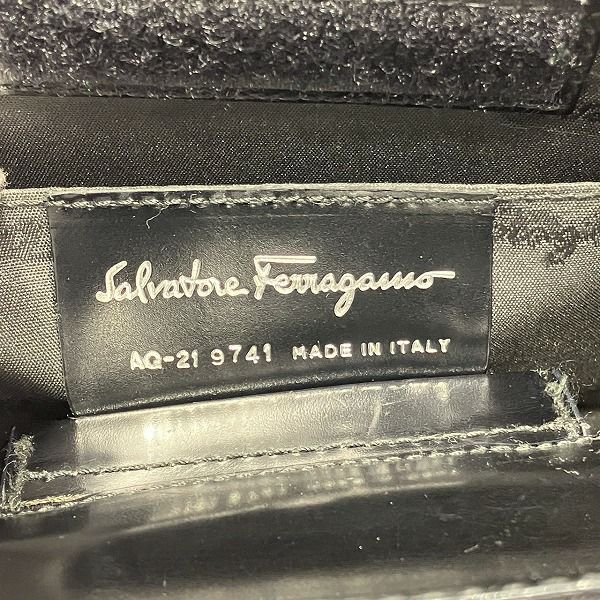 Salvatore Ferragamo
AQ-21 9741 MADE IN ITALY